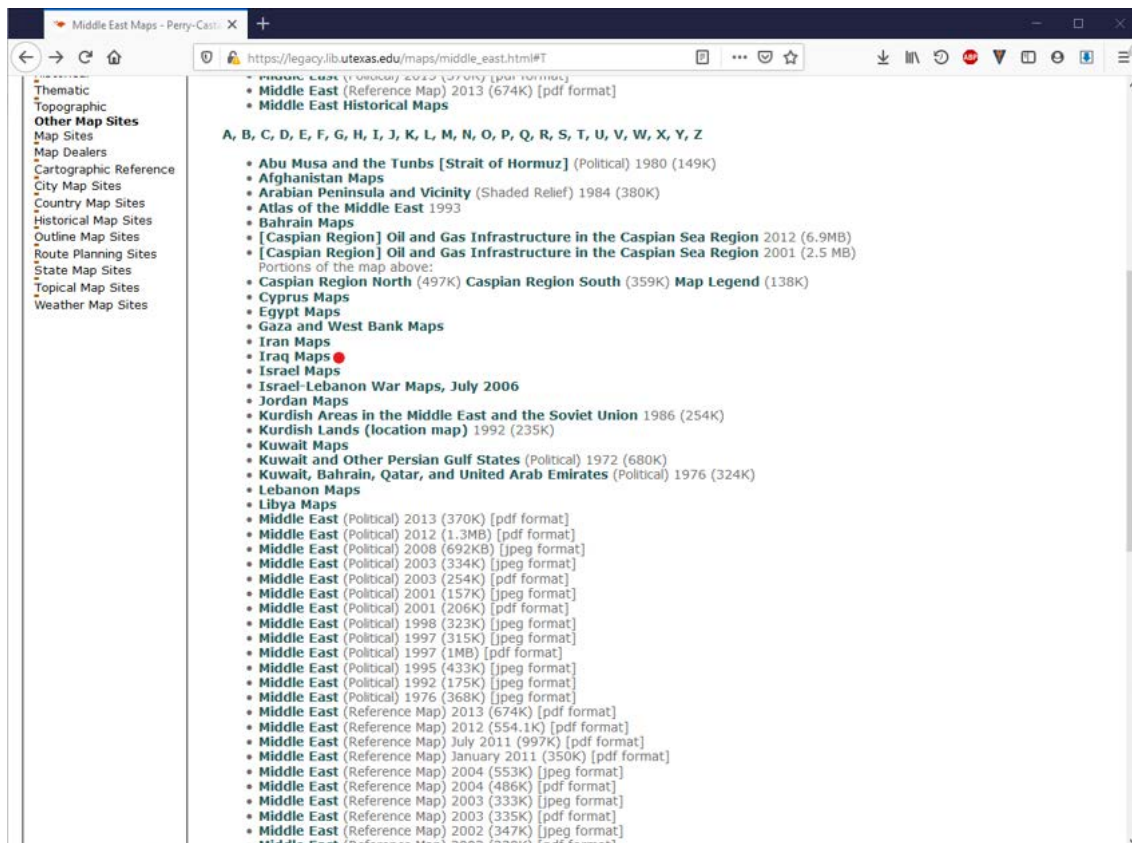 Middle East Maps - Perry-Casta
https://legacy.lib.utexas.edu/maps/middle_east.html#T
ABP
Thematic
Topographic
Other Map Sites
Map Sites
Map Dealers
Cartographic Reference
City Map Sites
Country Map Sites
Historical Map Sites
Outline Map Sites
Route Planning Sites
State Map Sites
Topical Map Sites
Weather Map Sites
Middle East (Political) 2013 (370K) [pdf format]
Middle East (Reference Map) 2013 (674K) [pdf format]
Middle East Historical Maps
A, B, C, D, E, F, G, H, I, J, K, L, M, N, O, P, Q, R, S, T, U, V, W, X, Y, Z
Abu Musa and the Tunbs [Strait of Hormuz] (Political) 1980 (149K)
Afghanistan Maps
Arabian Peninsula and Vicinity (Shaded Relief) 1984 (380K)
Atlas of the Middle East 1993
Bahrain Maps
[Caspian Region] Oil and Gas Infrastructure in the Caspian Sea Region 2012 (6.9MB)
[Caspian Region] Oil and Gas Infrastructure in the Caspian Sea Region 2001 (2.5 MB)
Portions of the map above:
Caspian Region North (497K) Caspian Region South (359K) Map Legend (138K)
Cyprus Maps
Egypt Maps
Gaza and West Bank Maps
Iran Maps
Iraq Maps
Israel Maps
Israel-Lebanon War Maps, July 2006
Jordan Maps
Kurdish Areas in the Middle East and the Soviet Union 1986 (254K)
Kurdish Lands (location map) 1992 (235K)
Kuwait Maps
Kuwait and Other Persian Gulf States (Political) 1972 (680K)
Kuwait, Bahrain, Qatar, and United Arab Emirates (Political) 1976 (324K)
Lebanon Maps
Libya Maps
Middle East (Political) 2013 (370K) [pdf format]
Middle East (Political) 2012 (1.3MB) [pdf format]
Middle East (Political) 2008 (692KB) [jpeg format]
Middle East (Political) 2003 (334K) [jpeg format]
Middle East (Political) 2003 (254K) [pdf format]
Middle East (Political) 2001 (157K) [jpeg format]
Middle East (Political) 2001 (206K) [pdf format]
Middle East (Political) 1998 (323K) [jpeg format]
Middle East (Political) 1997 (315K) [jpeg format]
Middle East (Political) 1997 (1MB) [pdf format]
Middle East (Political) 1995 (433K) [jpeg format]
Middle East (Political) 1992 (175K) [jpeg format]
Middle East (Political) 1976 (368K) [jpeg format]
Middle East (Reference Map) 2013 (674K) [pdf format]
Middle East (Reference Map) 2012 (554.1K) [pdf format]
Middle East (Reference Map) July 2011 (997K) [pdf format]
Middle East (Reference Map) January 2011 (350K) [pdf format]
Middle East (Reference Map) 2004 (553K) [jpeg format]
Middle East (Reference Map) 2004 (486K) [pdf format]
Middle East (Reference Map) 2003 (333K) [jpeg format]
Middle East (Reference Map) 2003 (335K) [pdf format]
Middle East (Reference Map) 2002 (347K) [jpeg format]